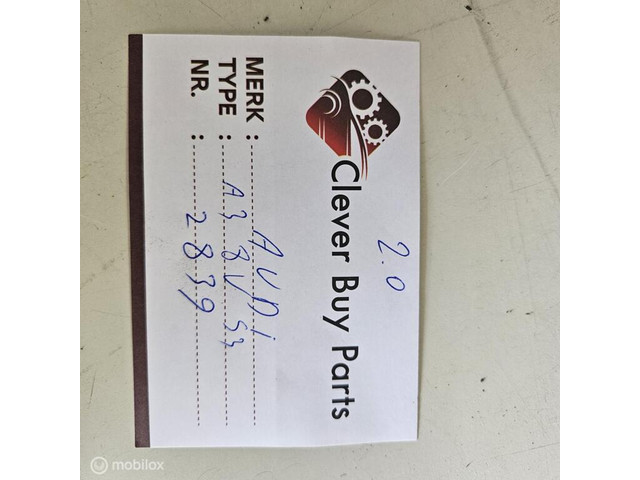 2.0
Clever Buy Parts
MERK : AUDI
TYPE : A3 8V S3
NR. : 2839
mobilox